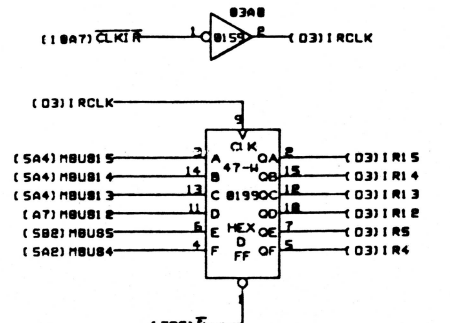 03A8
(10A7)CLKIR 1 0159 2 (D3)IRCLK
(D3)IRCLK
9
CLK
(5A4)MBUS15 3 A 47-W QA 2 (D3)IR15
(5A4)MBUS14 14 B QB 15 (D3)IR14
(5A4)MBUS13 13 C 0199 QC 12 (D3)IR13
(A7)MBUS12 11 D QD 10 (D3)IR12
(5B2)MBUS5 6 E HEX QE 7 (D3)IR5
D
(5A2)MBUS4 4 F FF QF 5 (D3)IR4
1